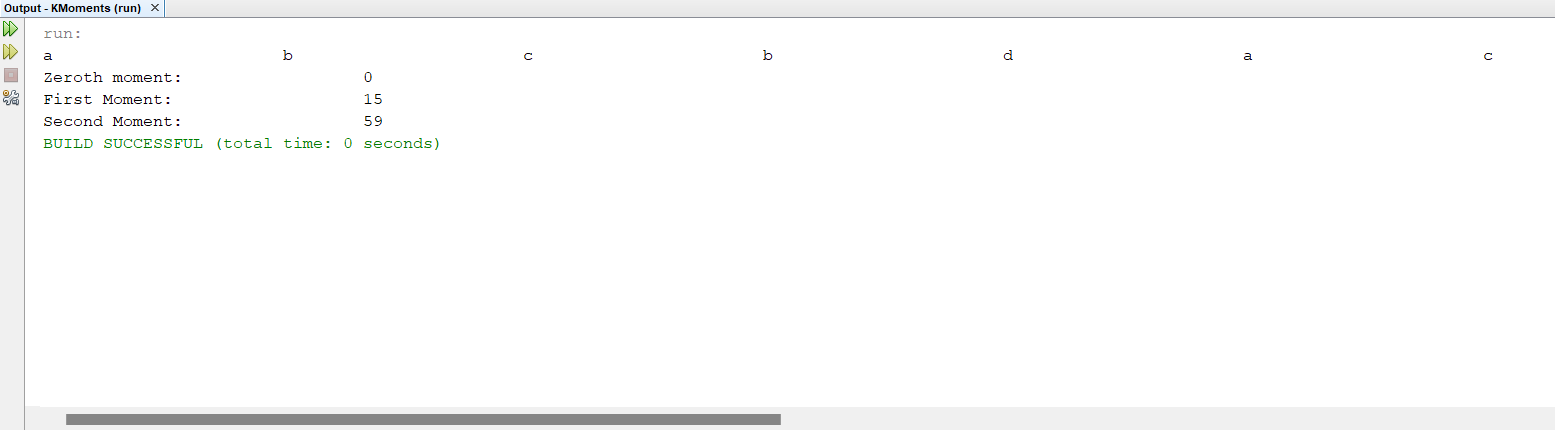 Output - KMoments (run) ×
run:
a b c b d a c
Zeroth moment: 0
First Moment: 15
Second Moment: 59
BUILD SUCCESSFUL (total time: 0 seconds)